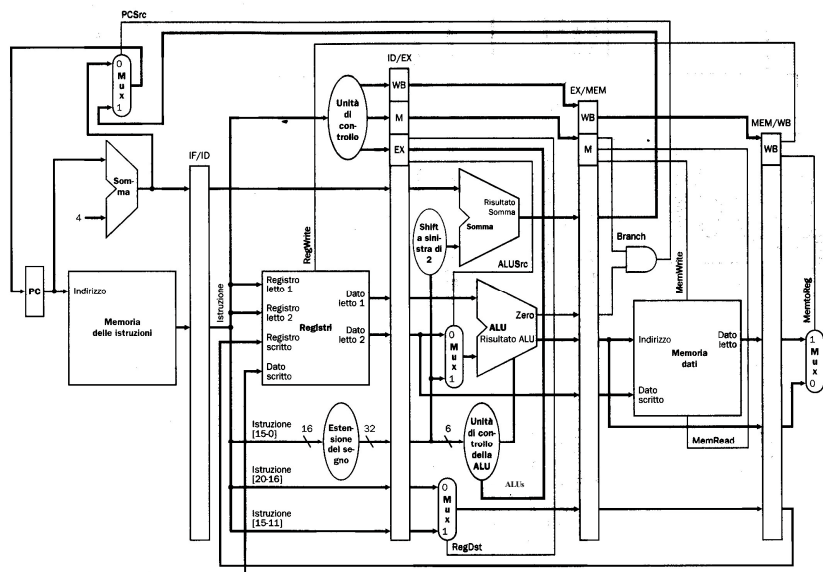 PCSrc
ID/EX
0
M
u
x
1
Unità
di
controllo
WB
M
EX
EX/MEM
WB
M
MEM/WB
WB
IF/ID
Som-
ma
4
RegWrite
Shift
a sini-
stra di
2
Risultato
Somma
Somma
ALUSrc
Branch
MemWrite
MemtoReg
PC
Indirizzo
Memoria
delle istruzioni
Istruzione
Registro
letto 1
Registro
letto 2
Registro
scritto
Dato
scritto
Registri
Dato
letto 1
Dato
letto 2
0
M
u
x
1
Zero
ALU
Risultato ALU
Indirizzo
Dato
scritto
Memoria
dati
Dato
letto
1
M
u
x
0
MemRead
Istruzione
[15-0]
16
Estensione
del segno
32
6
Unità
di con-
trollo
della
ALU
ALUs
Istruzione
[20-16]
Istruzione
[15-11]
0
M
u
x
1
RegDst